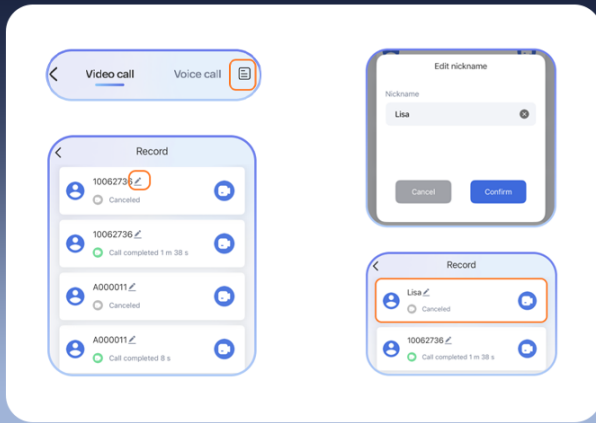 Video call
Voice call
Record
10062736
Canceled
10062736
Call completed 1 m 38 s
A000011
Canceled
A000011
Call completed 8 s
Edit nickname
Nickname
Lisa
Cancel
Confirm
Record
Lisa
Canceled
10062736
Call completed 1 m 38 s